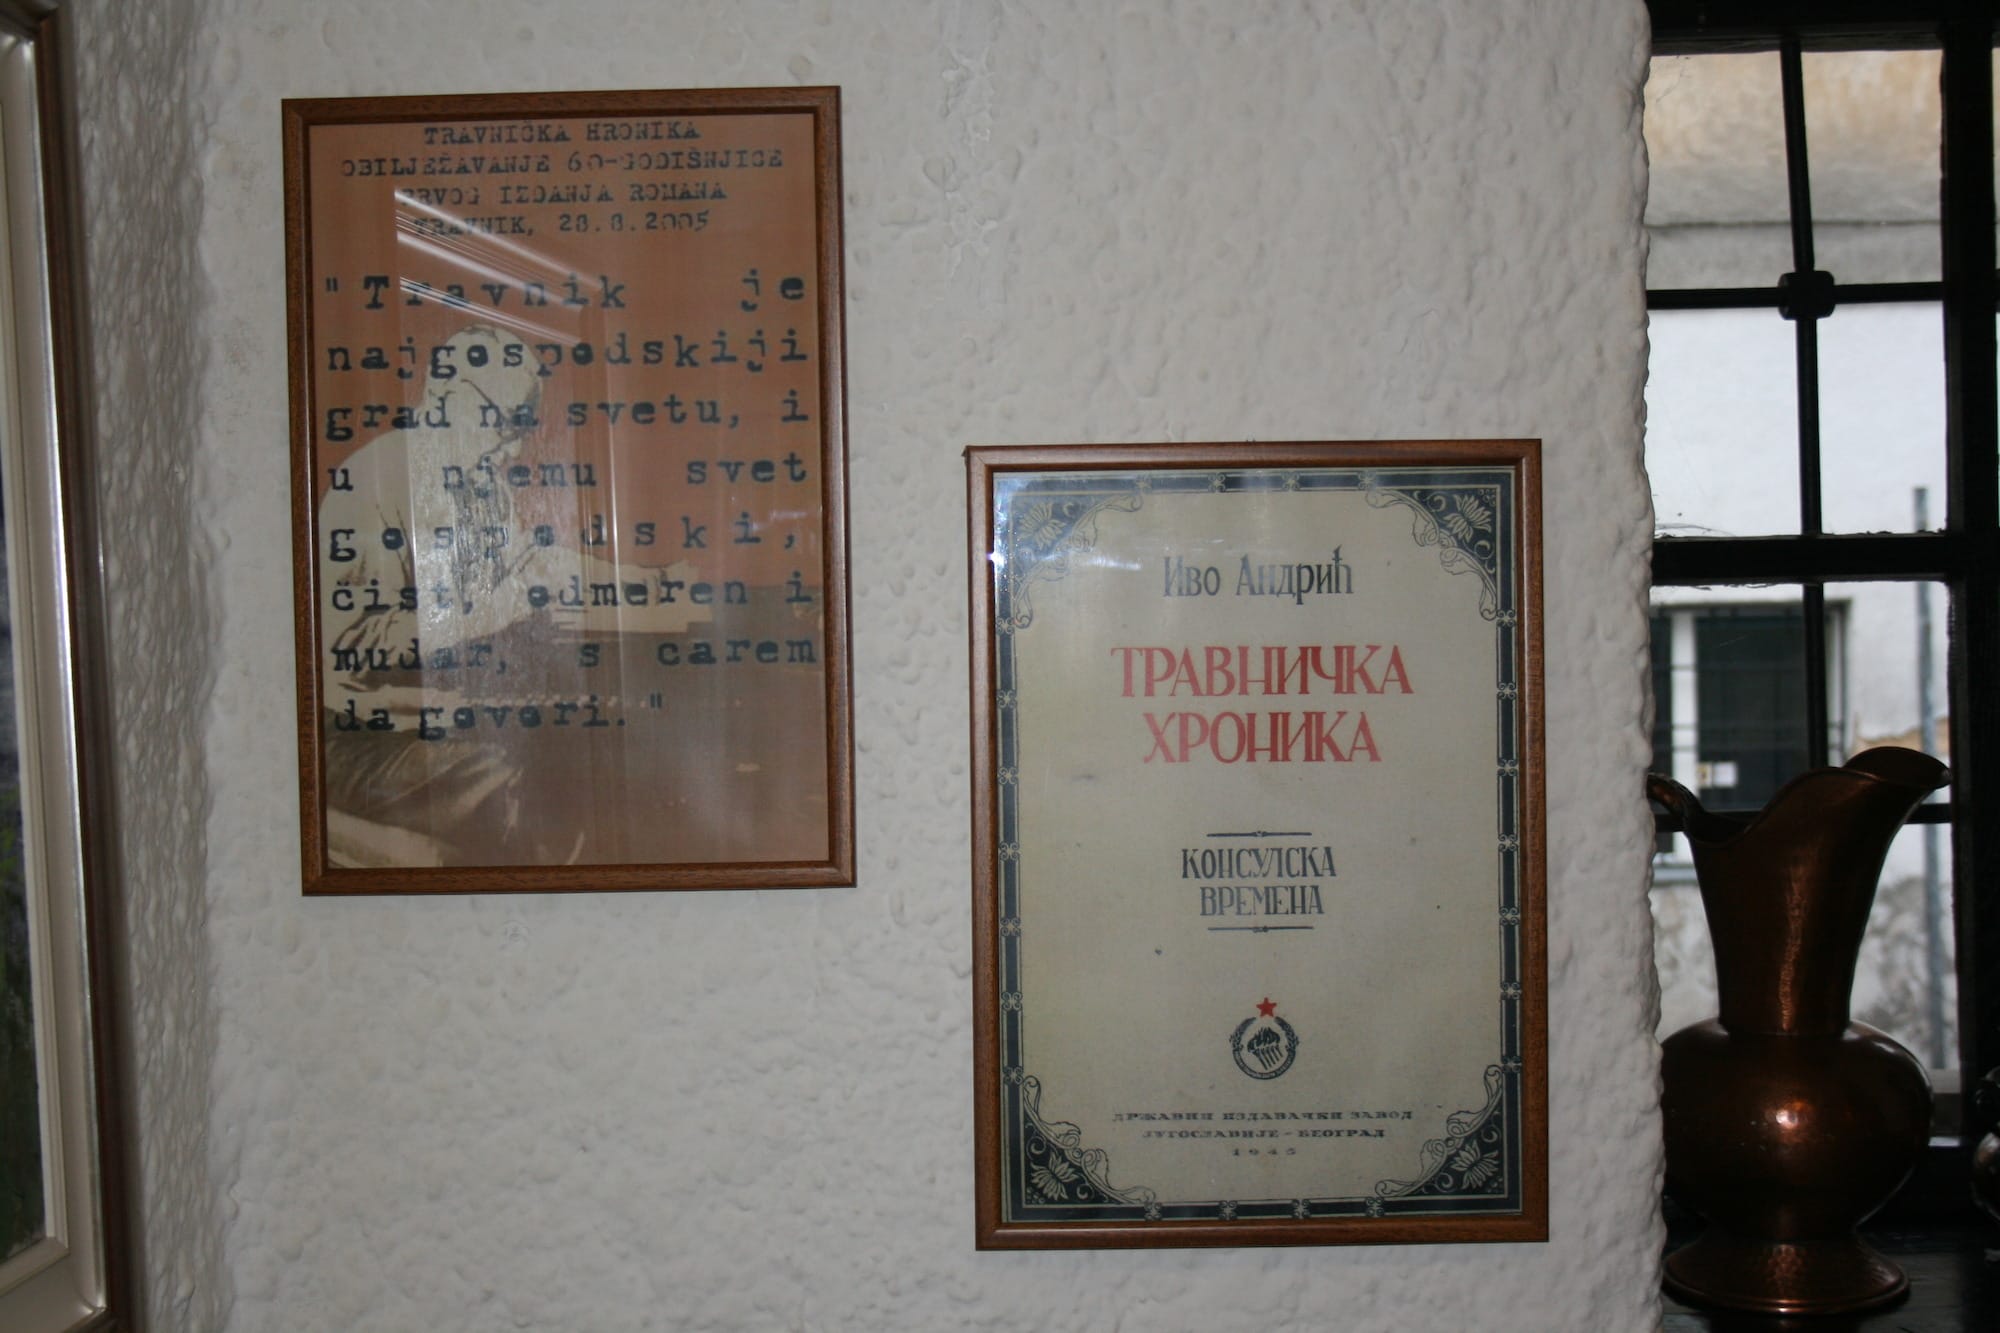 TRAVNIČKA HRONIKA
OBILJEŽAVANJE 60-GODIŠNJICE
PRVOG IZDANJA ROMANA
TRAVNIK, 28.8.2005
"Travnik je
najgospodskiji
grad na svetu, i
u njemu svet
gospodski,
čist, odmeren i
mudar, s carem
da govori."
Иво Андрић
ТРАВНИЧКА
ХРОНИКА
КОНСУЛСКА
ВРЕМЕНА
ДРЖАВНИ ИЗДАВАЧКИ ЗАВОД
ЈУГОСЛАВИЈЕ - БЕОГРАД
1945